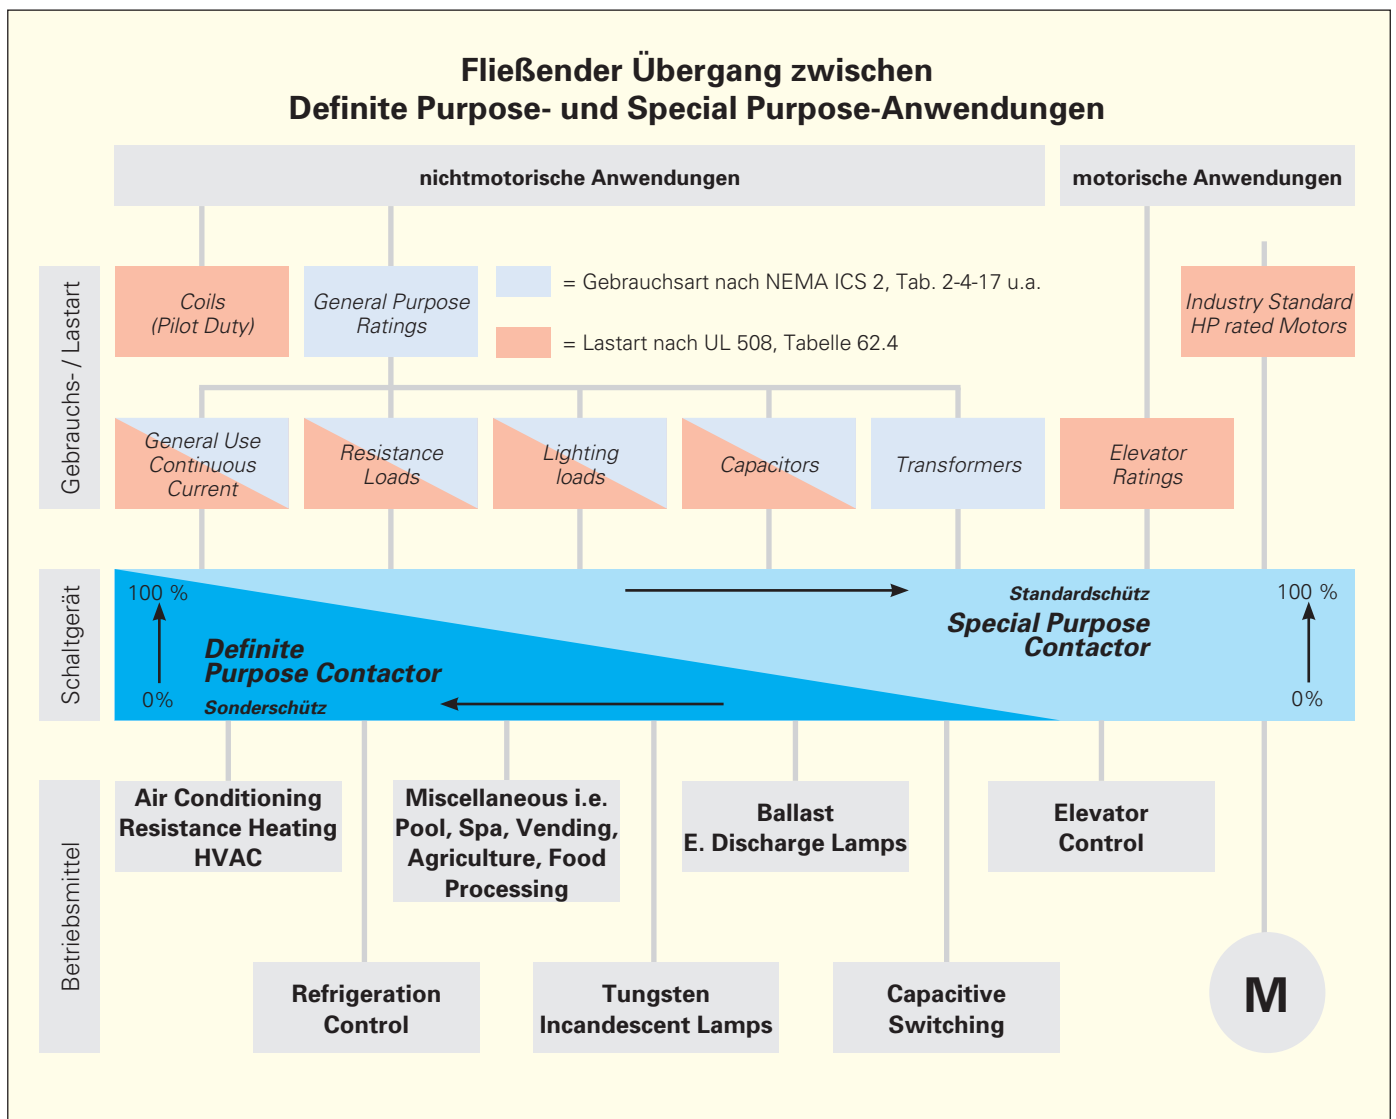 Fließender Übergang zwischen
Definite Purpose- und Special Purpose-Anwendungen
nichtmotorische Anwendungen
motorische Anwendungen
Gebrauchs- / Lastart
Coils
(Pilot Duty)
General Purpose
Ratings
= Gebrauchsart nach NEMA ICS 2, Tab. 2-4-17 u.a.
= Lastart nach UL 508, Tabelle 62.4
Industry Standard
HP rated Motors
General Use
Continuous
Current
Resistance
Loads
Lighting
loads
Capacitors
Transformers
Elevator
Ratings
Schaltgerät
100 %
0%
Definite
Purpose Contactor
Sonderschütz
Standardschütz
Special Purpose
Contactor
100 %
0%
Betriebsmittel
Air Conditioning
Resistance Heating
HVAC
Miscellaneous i.e.
Pool, Spa, Vending,
Agriculture, Food
Processing
Ballast
E. Discharge Lamps
Elevator
Control
Refrigeration
Control
Tungsten
Incandescent Lamps
Capacitive
Switching
M